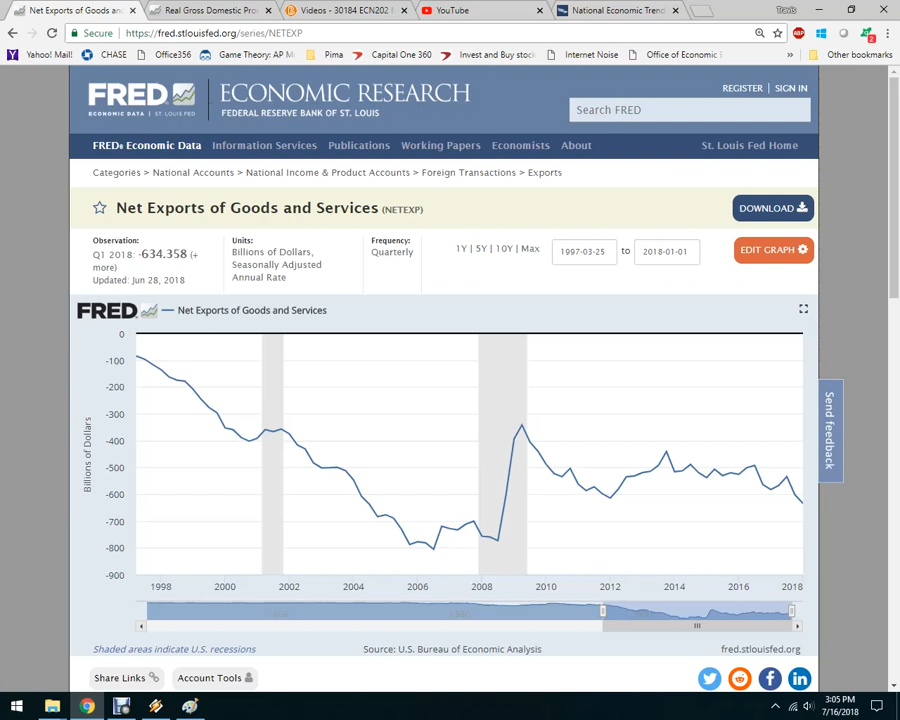 Net Exports of Goods and
Real Gross Domestic Pro
Videos - 30184 ECN202
YouTube
National Economic Tren
Travis
Secure
https://fred.stlouisfed.org/series/NETEXP
ABP
2
Yahoo! Mail!
CHASE
Office356
Game Theory: AP M
Pima
Capital One 360
Invest and Buy stock
Internet Noise
Office of Economic E
»
Other bookmarks
FRED
ECONOMIC DATA | ST. LOUIS FED
ECONOMIC RESEARCH
FEDERAL RESERVE BANK OF ST. LOUIS
REGISTER | SIGN IN
Search FRED
FRED® Economic Data
Information Services
Publications
Working Papers
Economists
About
St. Louis Fed Home
Categories > National Accounts > National Income & Product Accounts > Foreign Transactions > Exports
Net Exports of Goods and Services (NETEXP)
DOWNLOAD
Observation:
Q1 2018: -634.358 (+
more)
Updated: Jun 28, 2018
Units:
Billions of Dollars,
Seasonally Adjusted
Annual Rate
Frequency:
Quarterly
1Y | 5Y | 10Y | Max
1997-03-25 to 2018-01-01
EDIT GRAPH
FRED
Net Exports of Goods and Services
Billions of Dollars
0
-100
-200
-300
-400
-500
-600
-700
-800
-900
1998 2000 2002 2004 2006 2008 2010 2012 2014 2016 2018
Send feedback
Shaded areas indicate U.S. recessions
Source: U.S. Bureau of Economic Analysis
fred.stlouisfed.org
Share Links
Account Tools
3:05 PM
7/16/2018